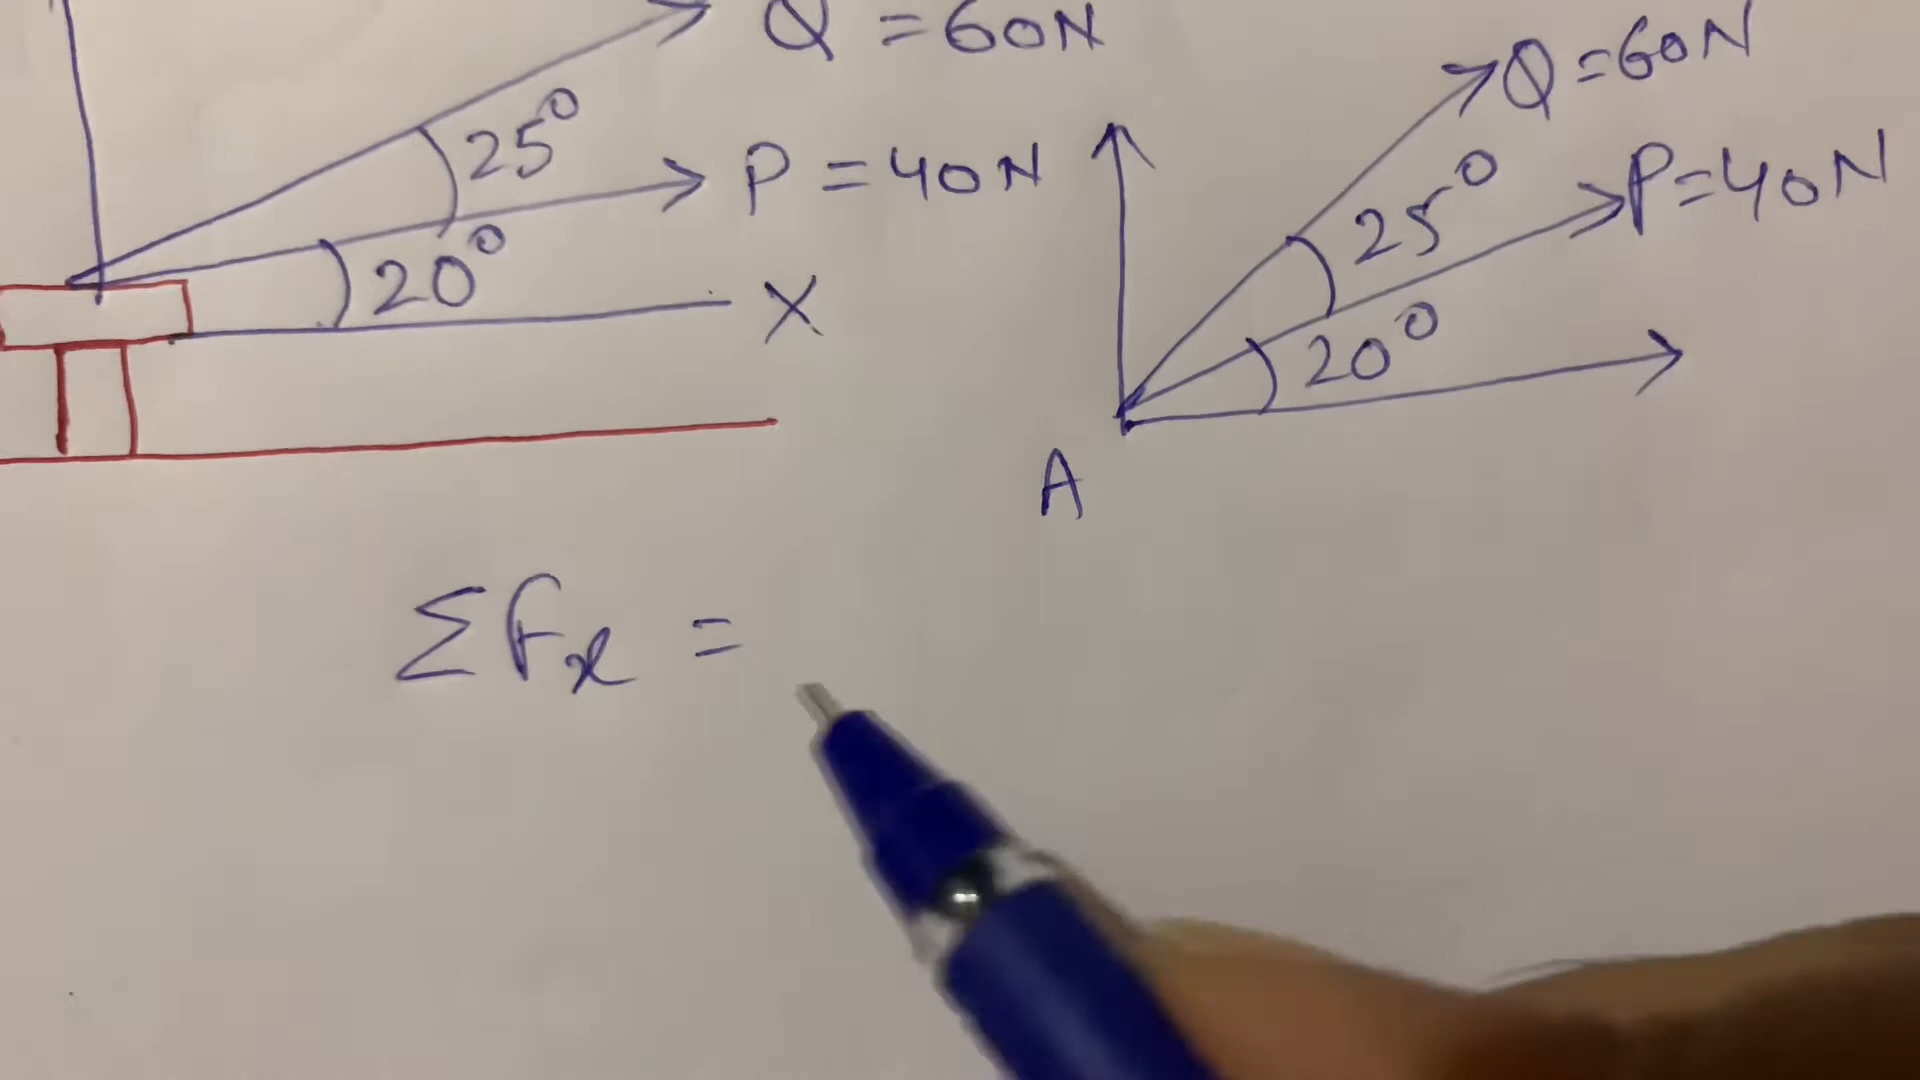 Q = 60N
25°
P = 40N
20°
X
Q = 60N
25°
P = 40N
20°
A
ΣFx =